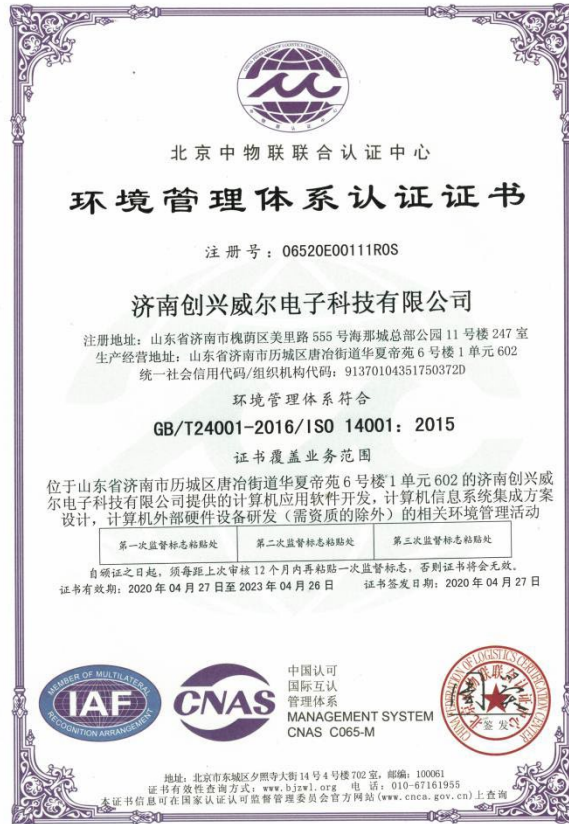 北京中物联联合认证中心
环境管理体系认证证书
注册号：06520E00111R0S
济南创兴威尔电子科技有限公司
注册地址：山东省济南市槐荫区美里路 555 号海那城总部公园 11 号楼 247 室
生产经营地址：山东省济南市历城区唐冶街道华夏帝苑 6 号楼 1 单元 602
统一社会信用代码/组织机构代码：91370104351750372D
环境管理体系符合
GB/T24001-2016/ISO 14001：2015
证书覆盖业务范围
位于山东省济南市历城区唐冶街道华夏帝苑 6 号楼 1 单元 602 的济南创兴威
尔电子科技有限公司提供的计算机应用软件开发，计算机信息系统集成方案
设计，计算机外部硬件设备研发（需资质的除外）的相关环境管理活动
第一次监督标志粘贴处 第二次监督标志粘贴处 第三次监督标志粘贴处
自颁证之日起，须每距上次审核 12 个月内再粘贴一次监督标志，否则证书将会无效。
证书有效期：2020 年 04 月 27 日至 2023 年 04 月 26 日 证书签发日期：2020 年 04 月 27 日
MEMBER OF MULTILATERAL
IAF
RECOGNITION ARRANGEMENT
CNAS
中国认可
国际互认
管理体系
MANAGEMENT SYSTEM
CNAS C065-M
签发
地址：北京市东城区夕照寺大街 14 号 4 号楼 702 室，邮编：100061
证书有效性查询方式：www.bjzwl.org 电话：010-67161955
本证书信息可在国家认证认可监督管理委员会官方网站(www.cnca.gov.cn)上查询